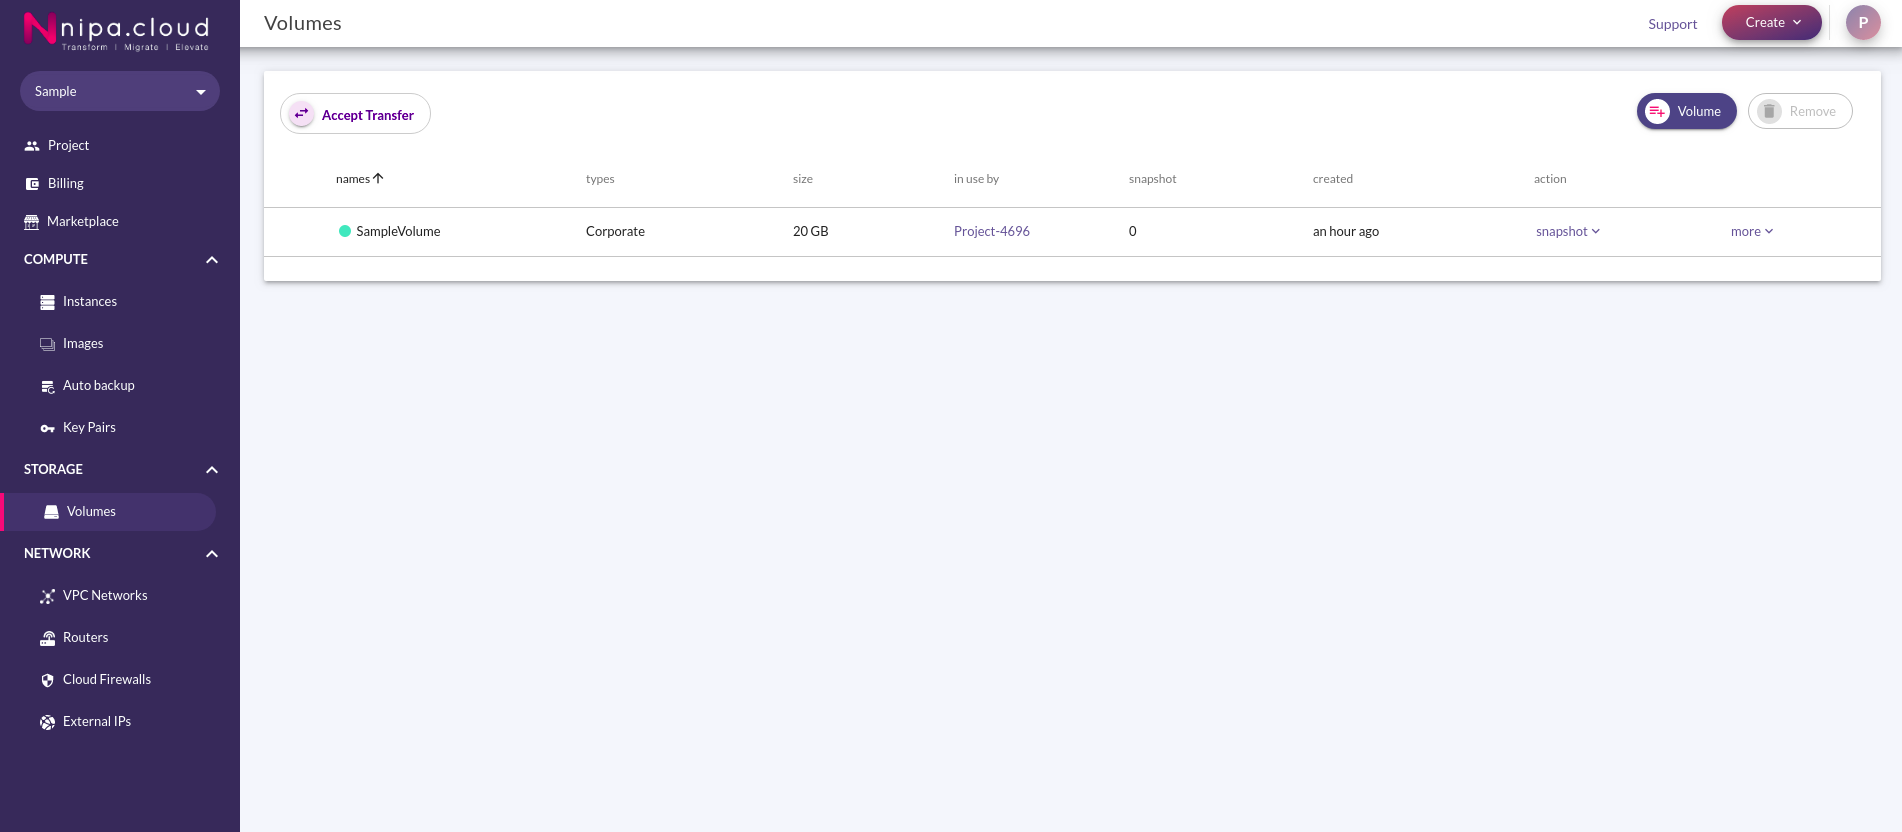 nipa.cloud
Transform | Migrate | Elevate
Sample
Project
Billing
Marketplace
COMPUTE
Instances
Images
Auto backup
Key Pairs
STORAGE
Volumes
NETWORK
VPC Networks
Routers
Cloud Firewalls
External IPs
Volumes
Support
Create
P
Accept Transfer
Volume
Remove
names types size in use by snapshot created action
SampleVolume Corporate 20 GB Project-4696 0 an hour ago snapshot more